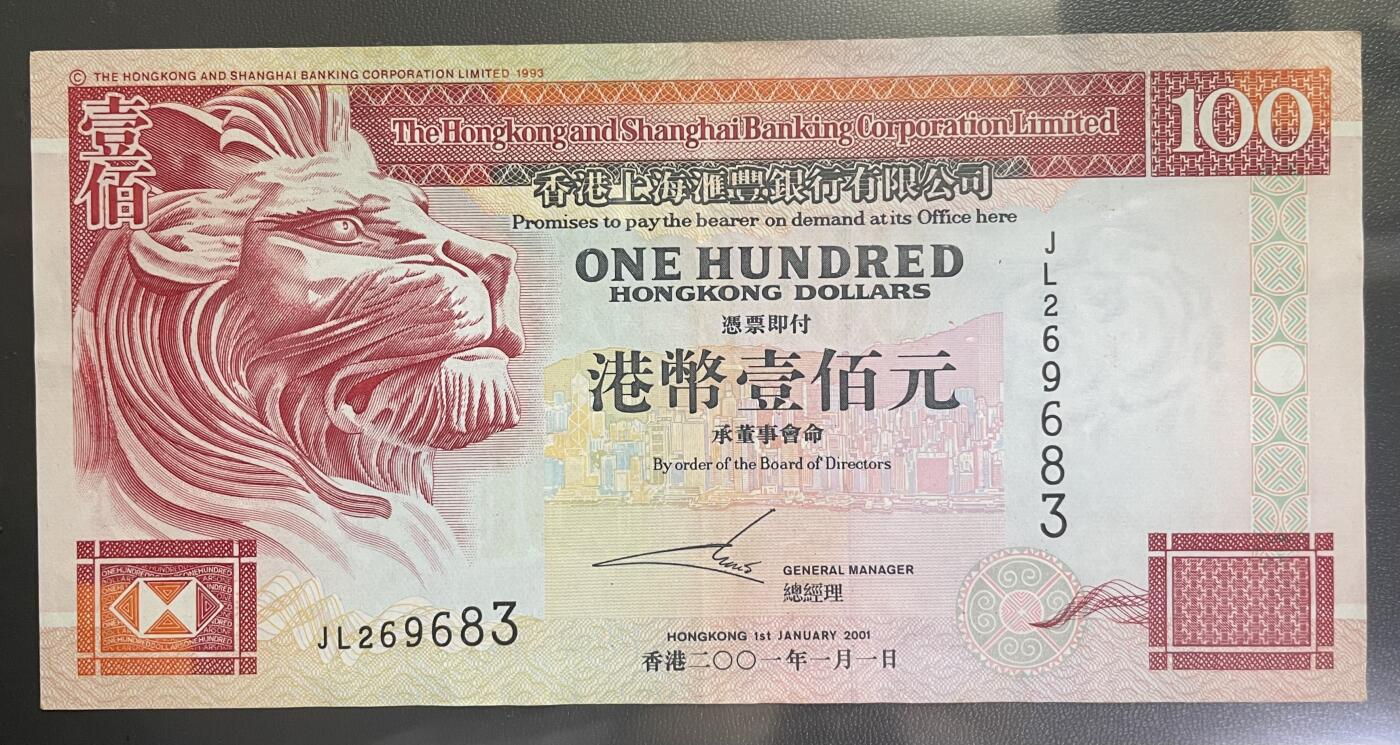 © THE HONGKONG AND SHANGHAI BANKING CORPORATION LIMITED 1993
壹佰
The Hongkong and Shanghai Banking Corporation Limited
100
香港上海滙豐銀行有限公司
Promises to pay the bearer on demand at its Office here
ONE HUNDRED
HONGKONG DOLLARS
憑票即付
港幣壹佰元
承董事會命
By order of the Board of Directors
JL269683
GENERAL MANAGER
總經理
JL269683
HONGKONG 1st JANUARY 2001
香港二〇〇一年一月一日